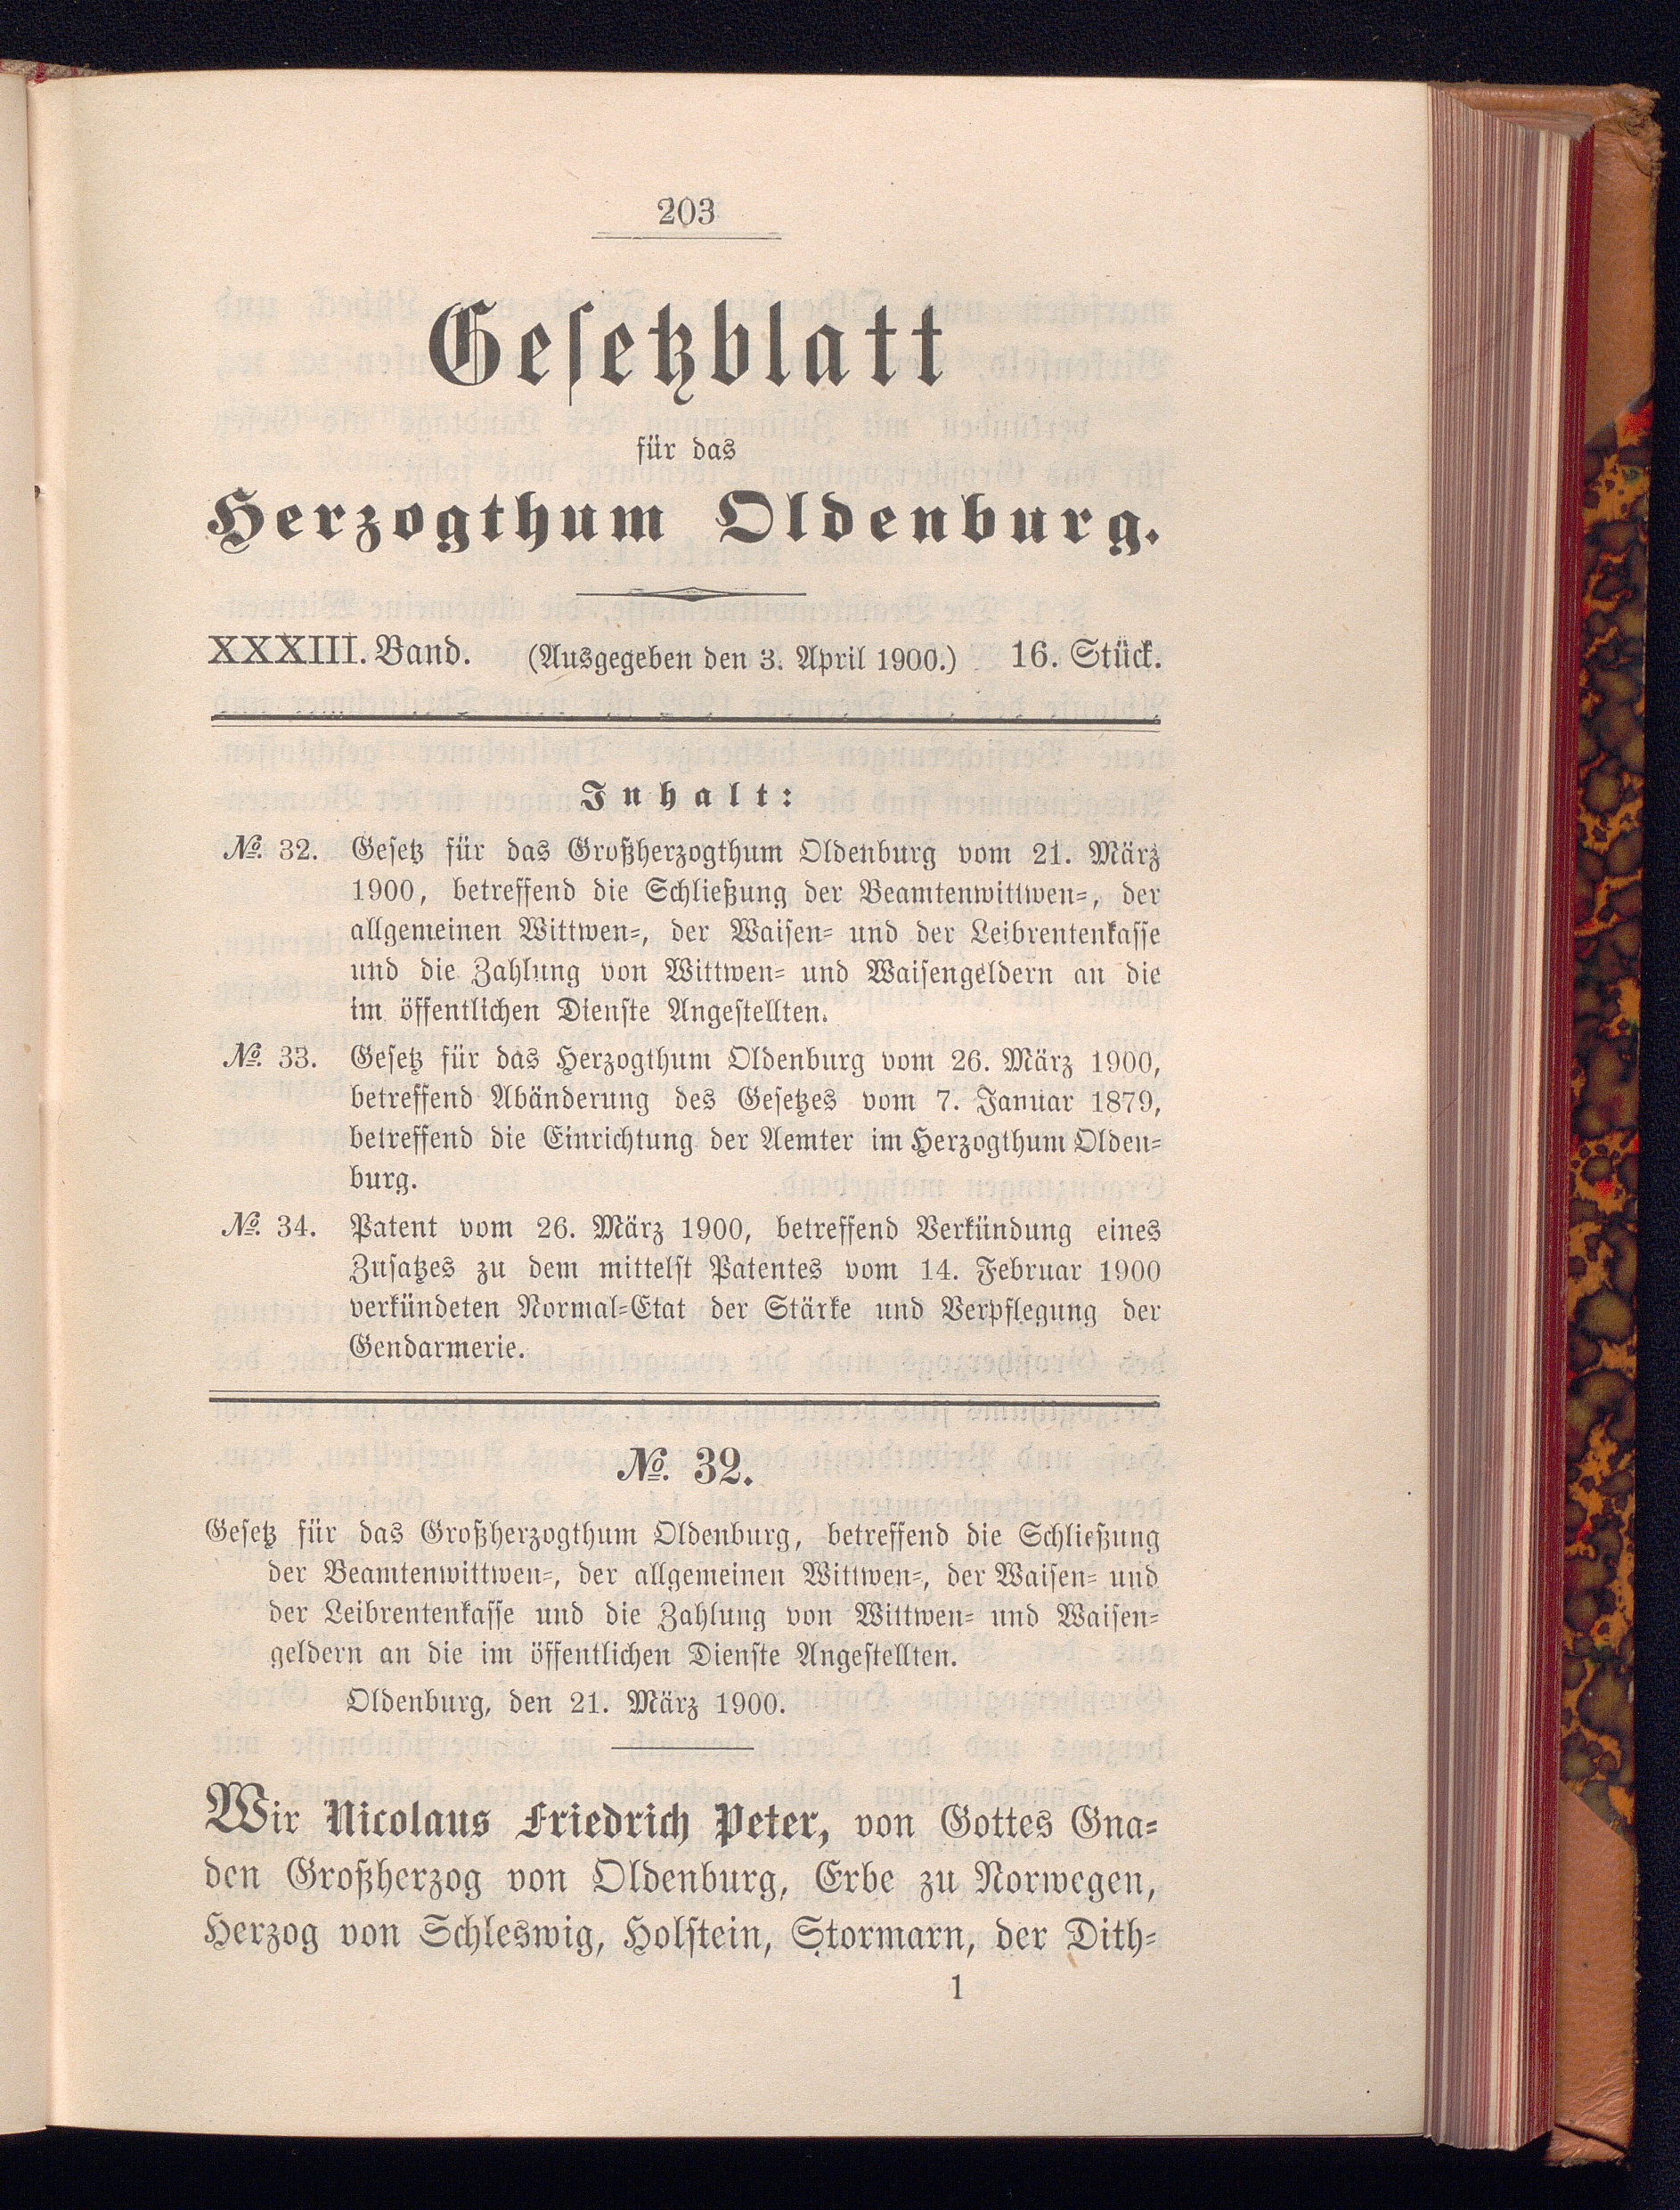 203
Gesetzblatt
für das
Herzogthum Oldenburg.
XXXIII. Band. (Ausgegeben den 3. April 1900.) 16. Stück.
Inhalt:
№. 32. Gesetz für das Großherzogthum Oldenburg vom 21. März
1900, betreffend die Schließung der Beamtenwittwen-, der
allgemeinen Wittwen-, der Waisen- und der Leibrentenkasse
und die Zahlung von Wittwen- und Waisengeldern an die
im öffentlichen Dienste Angestellten.
№. 33. Gesetz für das Herzogthum Oldenburg vom 26. März 1900,
betreffend Abänderung des Gesetzes vom 7. Januar 1879,
betreffend die Einrichtung der Aemter im Herzogthum Olden-
burg.
№. 34. Patent vom 26. März 1900, betreffend Verkündung eines
Zusatzes zu dem mittelst Patentes vom 14. Februar 1900
verkündeten Normal-Etat der Stärke und Verpflegung der
Gendarmerie.
№. 32.
Gesetz für das Großherzogthum Oldenburg, betreffend die Schließung
der Beamtenwittwen-, der allgemeinen Wittwen-, der Waisen- und
der Leibrentenkasse und die Zahlung von Wittwen- und Waisen-
geldern an die im öffentlichen Dienste Angestellten.
Oldenburg, den 21. März 1900.
Wir Nicolaus Friedrich Peter, von Gottes Gna-
den Großherzog von Oldenburg, Erbe zu Norwegen,
Herzog von Schleswig, Holstein, Stormarn, der Dith-
1